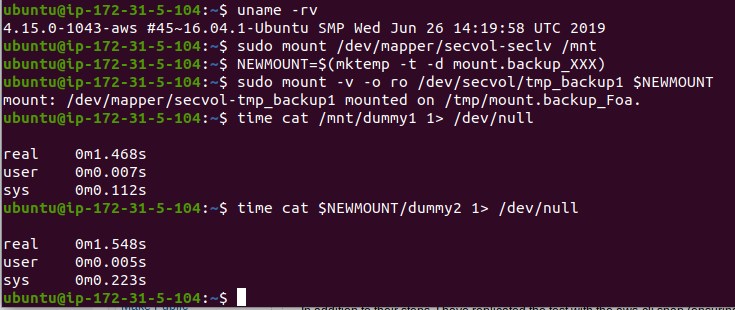 ubuntu@ip-172-31-5-104:~$ uname -rv
4.15.0-1043-aws #45~16.04.1-Ubuntu SMP Wed Jun 26 14:19:58 UTC 2019
ubuntu@ip-172-31-5-104:~$ sudo mount /dev/mapper/secvol-seclv /mnt
ubuntu@ip-172-31-5-104:~$ NEWMOUNT=$(mktemp -t -d mount.backup_XXX)
ubuntu@ip-172-31-5-104:~$ sudo mount -v -o ro /dev/secvol/tmp_backup1 $NEWMOUNT
mount: /dev/mapper/secvol-tmp_backup1 mounted on /tmp/mount.backup_Foa.
ubuntu@ip-172-31-5-104:~$ time cat /mnt/dummy1 1> /dev/null
real    0m1.468s
user    0m0.007s
sys     0m0.112s
ubuntu@ip-172-31-5-104:~$ time cat $NEWMOUNT/dummy2 1> /dev/null
real    0m1.548s
user    0m0.005s
sys     0m0.223s
ubuntu@ip-172-31-5-104:~$